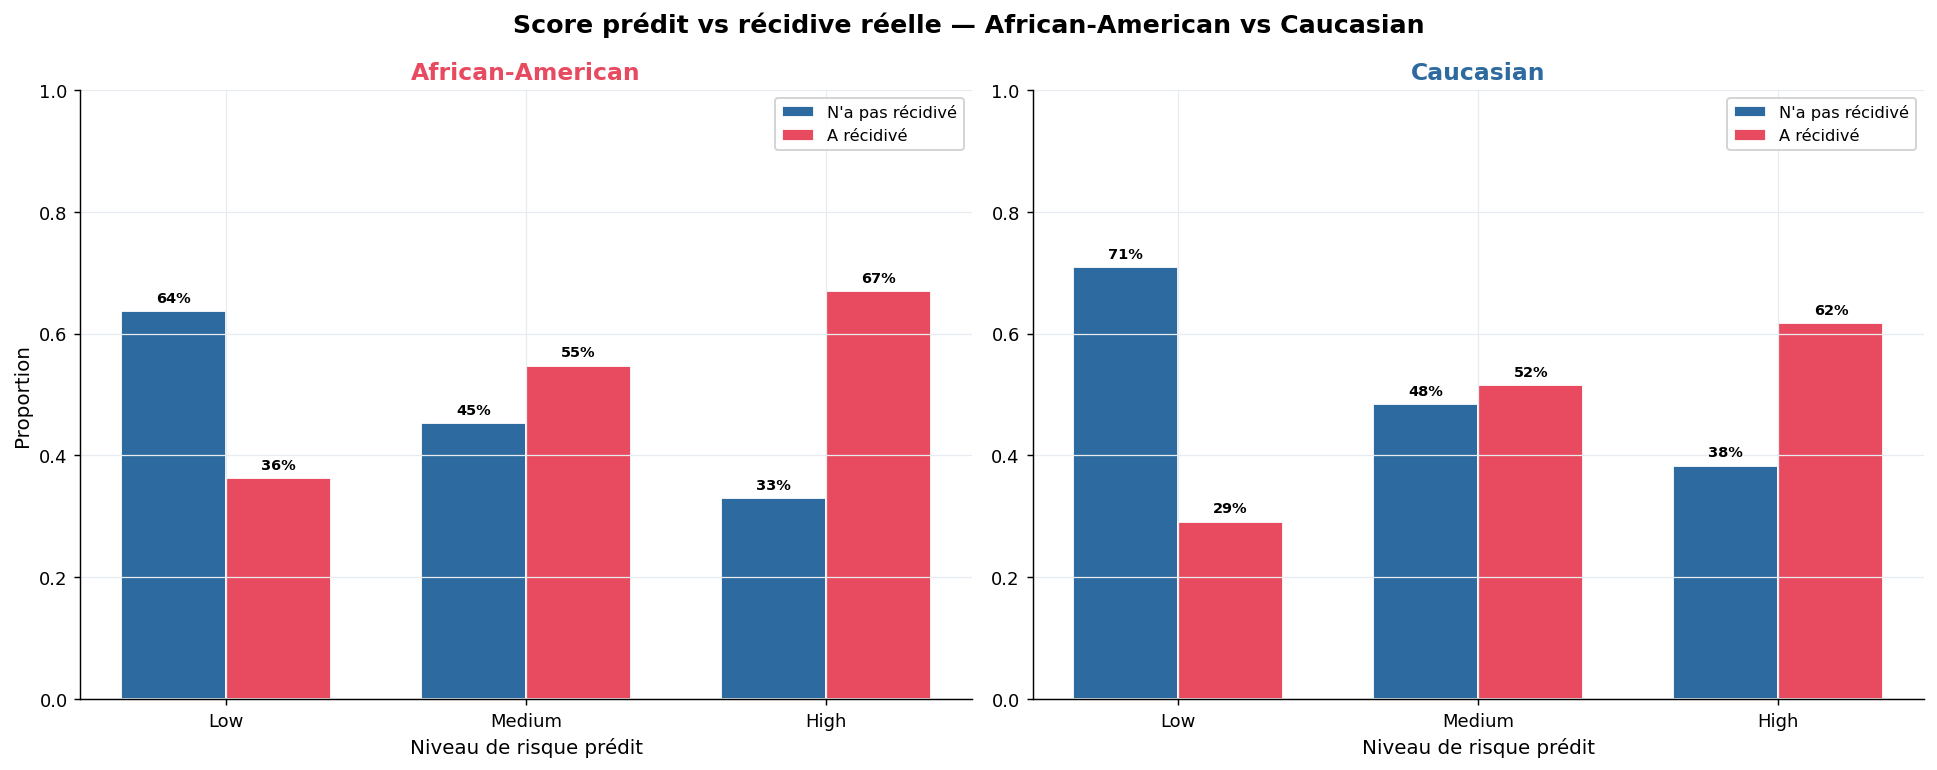 Score prédit vs récidive réelle — African-American vs Caucasian
African-American
N'a pas récidivé
A récidivé
Proportion
1.0
0.8
0.6
0.4
0.2
0.0
64%
36%
45%
55%
33%
67%
Low
Medium
High
Niveau de risque prédit
Caucasian
N'a pas récidivé
A récidivé
1.0
0.8
0.6
0.4
0.2
0.0
71%
29%
48%
52%
38%
62%
Low
Medium
High
Niveau de risque prédit